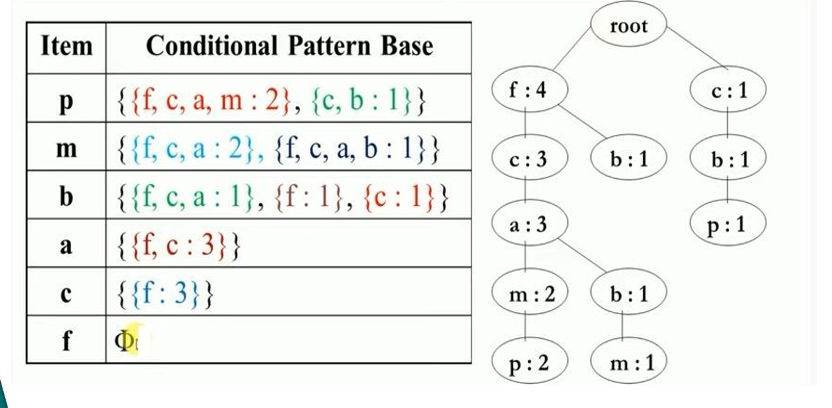 Item Conditional Pattern Base
p {{f, c, a, m : 2}, {c, b : 1}}
m {{f, c, a : 2}, {f, c, a, b : 1}}
b {{f, c, a : 1}, {f : 1}, {c : 1}}
a {{f, c : 3}}
c {{f : 3}}
f Φ
root
f : 4 c : 1
c : 3 b : 1 b : 1
a : 3 p : 1
m : 2 b : 1
p : 2 m : 1